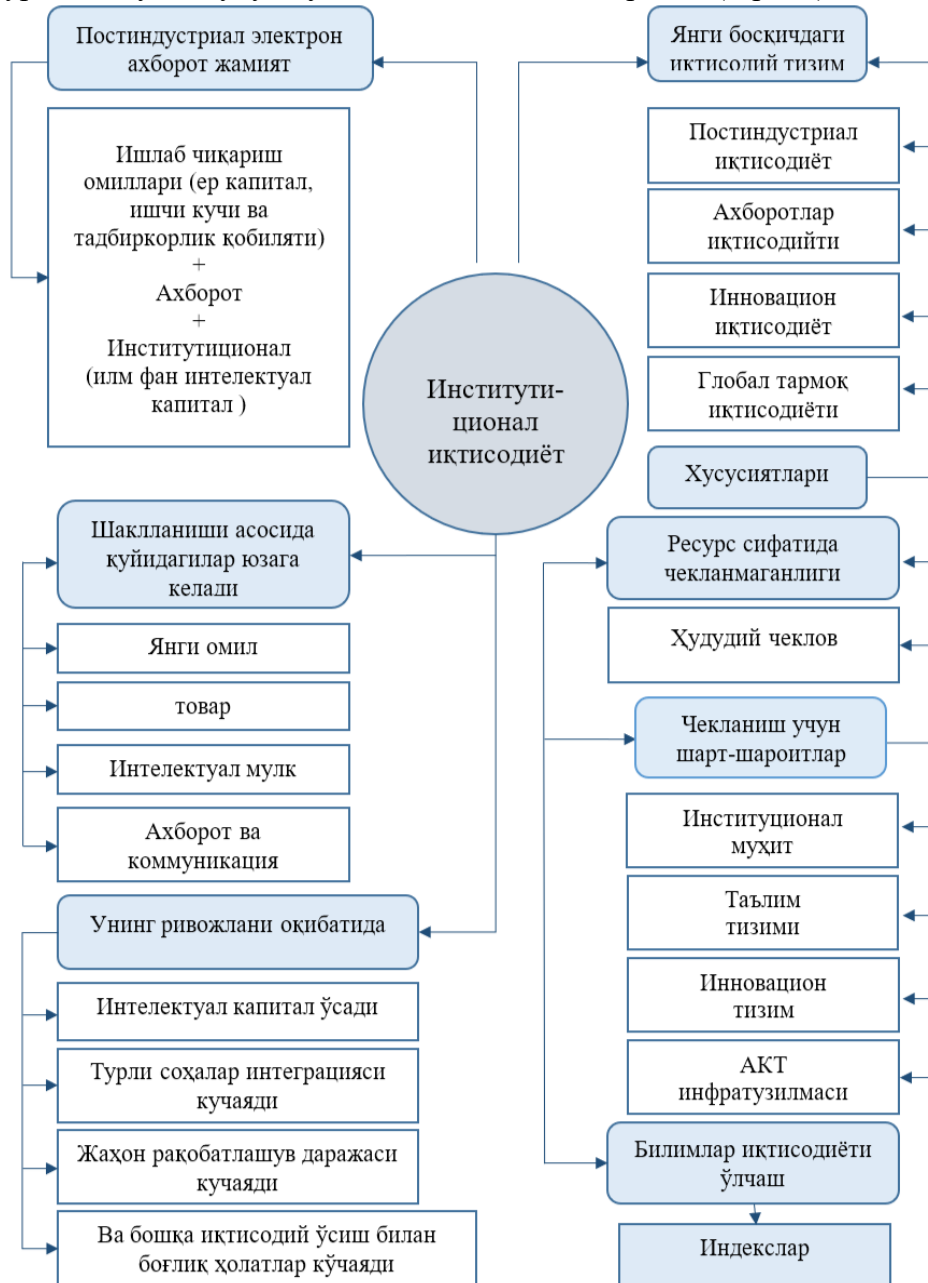 Постиндустриал электрон
ахборот жамият
Ишлаб чиқариш
омиллари (ер капитал,
ишчи кучи ва
тадбиркорлик қобиляти)
+
Ахборот
+
Институтиционал
(илм фан интелектуал
капитал )
Янги босқичдаги
иқтисодий тизим
Постиндустриал
иқтисодиёт
Ахборотлар
иқтисодийти
Инновацион
иқтисодиёт
Глобал тармоқ
иқтисодиёти
Институти-
ционал
иқтисодиёт
Хусусиятлари
Шаклланиши асосида
қуйидагилар юзага
келади
Янги омил
товар
Интелектуал мулк
Ахборот ва
коммуникация
Ресурс сифатида
чекланмаганлиги
Ҳудудий чеклов
Чекланиш учун
шарт-шароитлар
Институционал
муҳит
Таълим
тизими
Инновацион
тизим
АКТ
инфратузилмаси
Унинг ривожлани оқибатида
Интелектуал капитал ўсади
Турли соҳалар интеграцияси
кучаяди
Жаҳон рақобатлашув даражаси
кучаяди
Ва бошқа иқтисодий ўсиш билан
боғлиқ ҳолатлар кўчаяди
Билимлар иқтисодиёти
ўлчаш
Индекслар